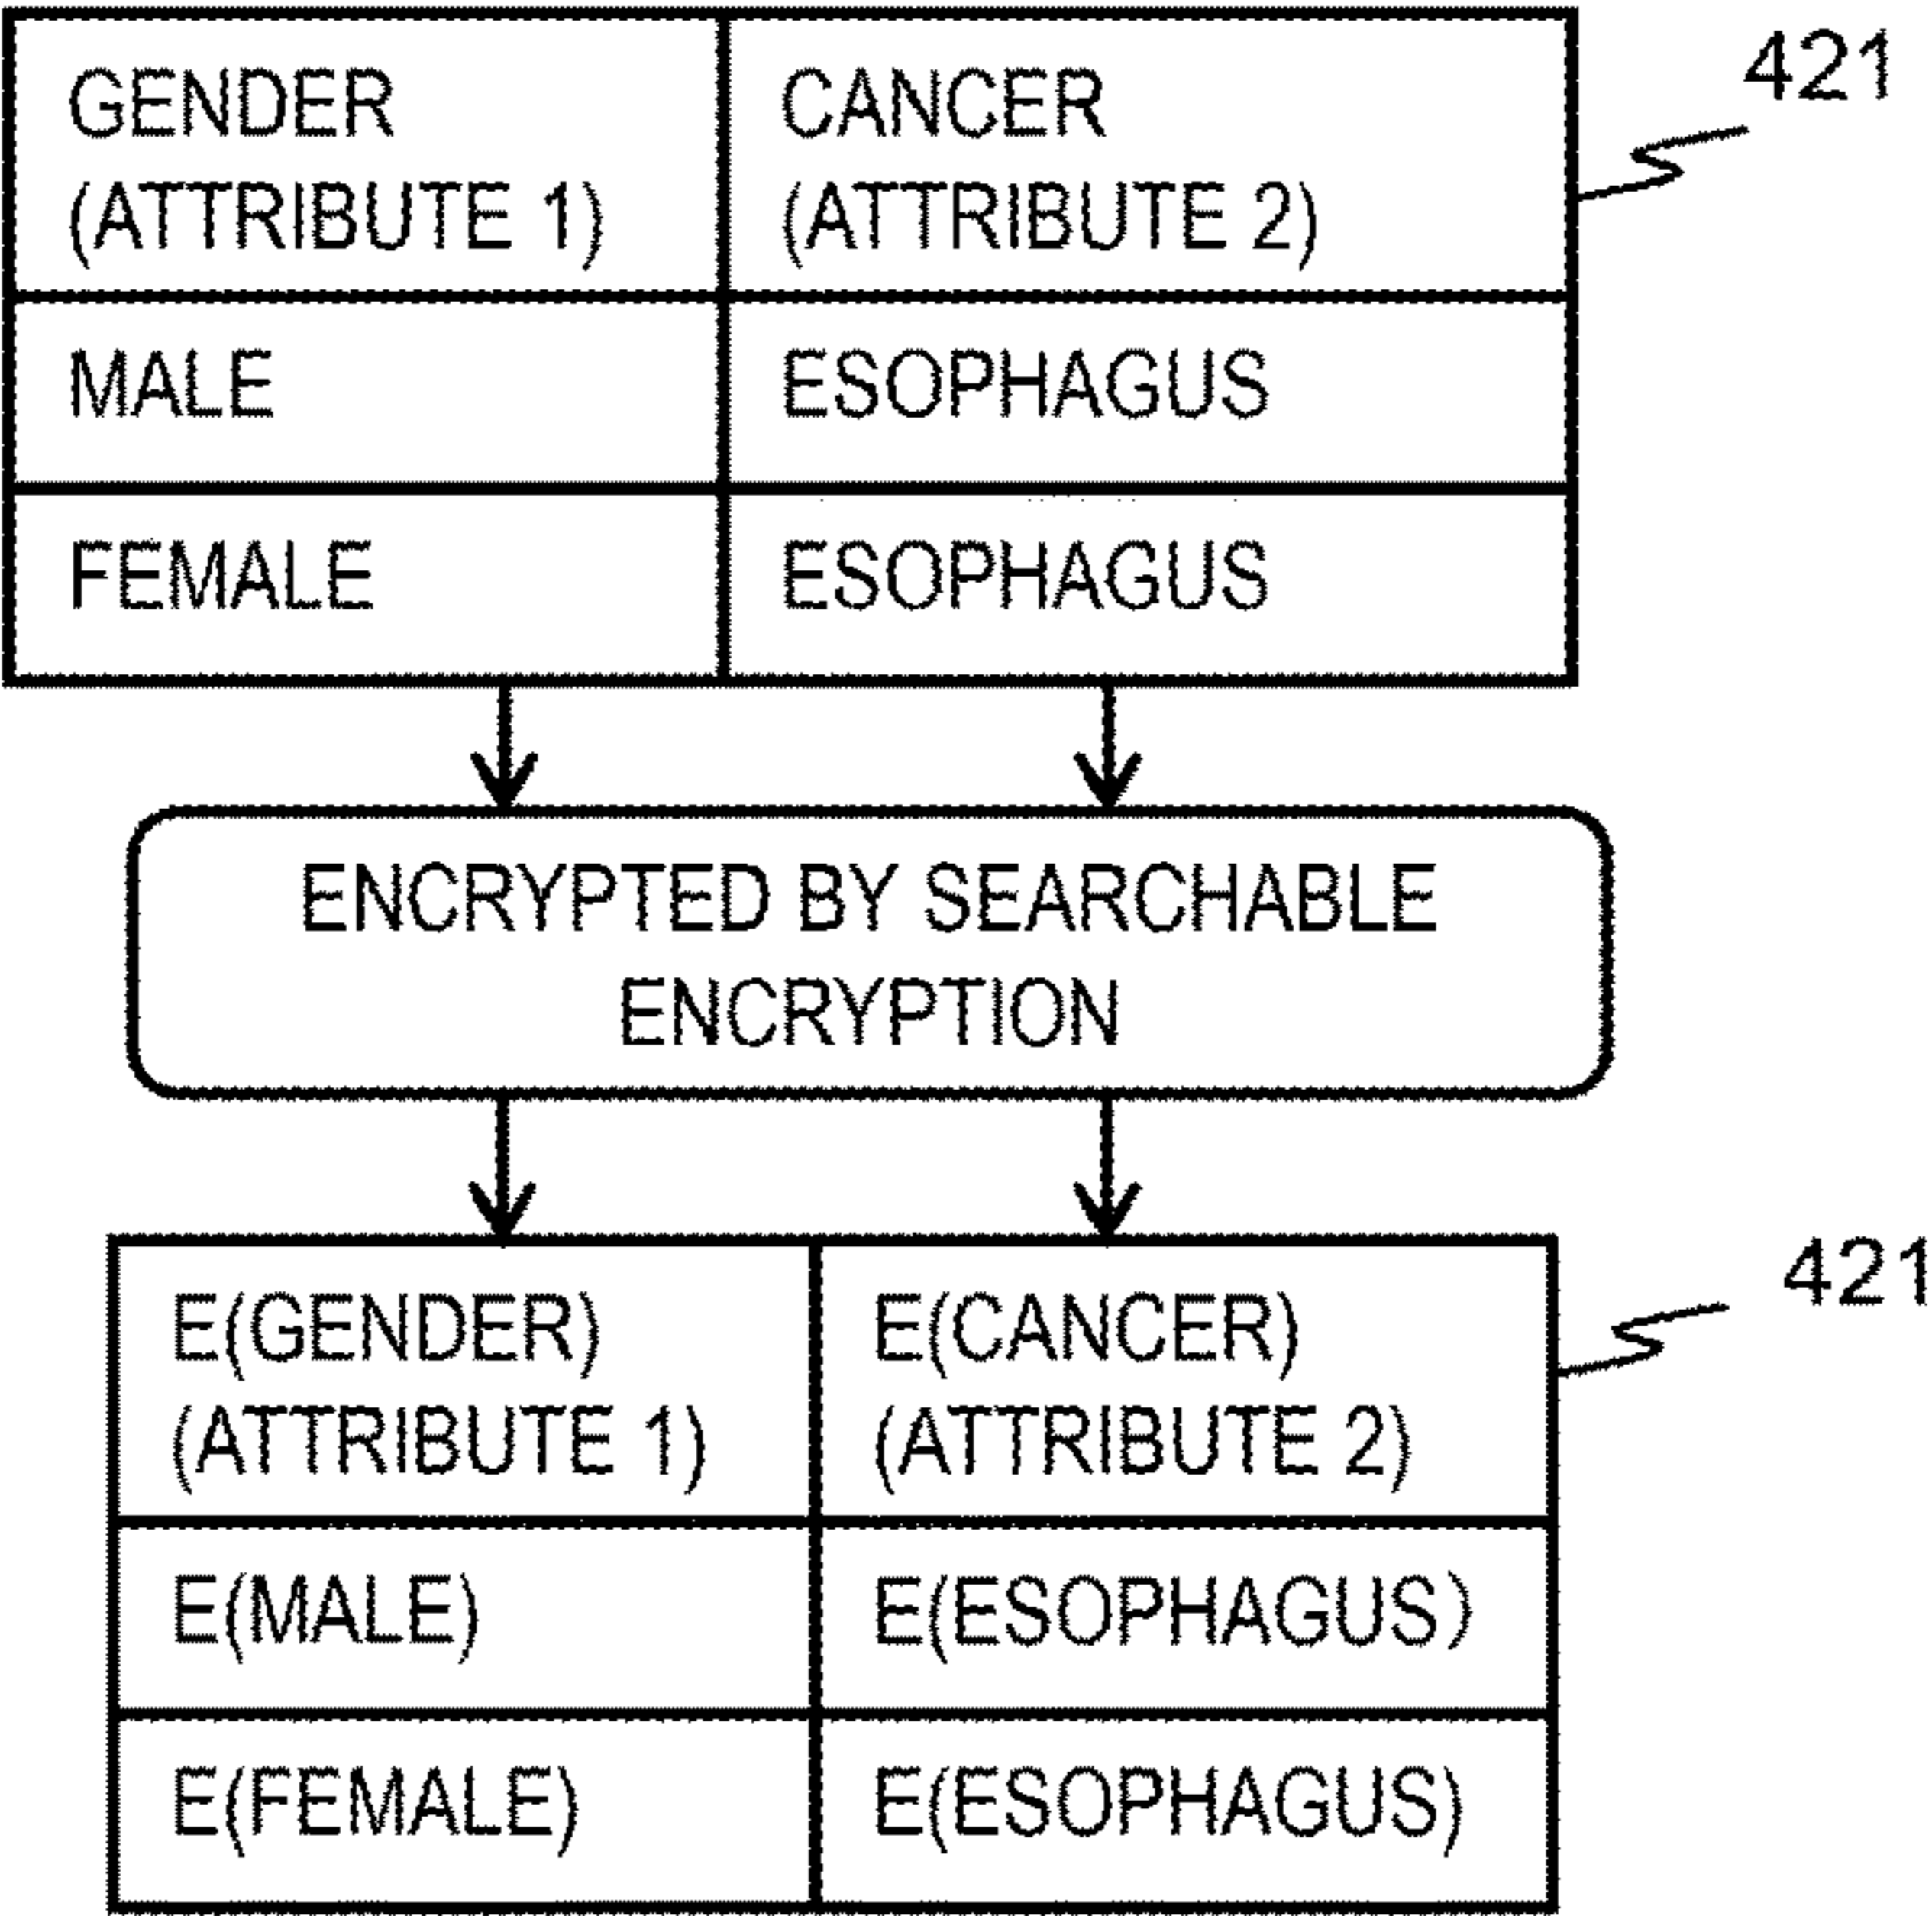 GENDER
(ATTRIBUTE 1)
CANCER
(ATTRIBUTE 2)
421
MALE
ESOPHAGUS
FEMALE
ESOPHAGUS
ENCRYPTED BY SEARCHABLE
ENCRYPTION
E(GENDER)
(ATTRIBUTE 1)
E(CANCER)
(ATTRIBUTE 2)
421
E(MALE)
E(ESOPHAGUS)
E(FEMALE)
E(ESOPHAGUS)